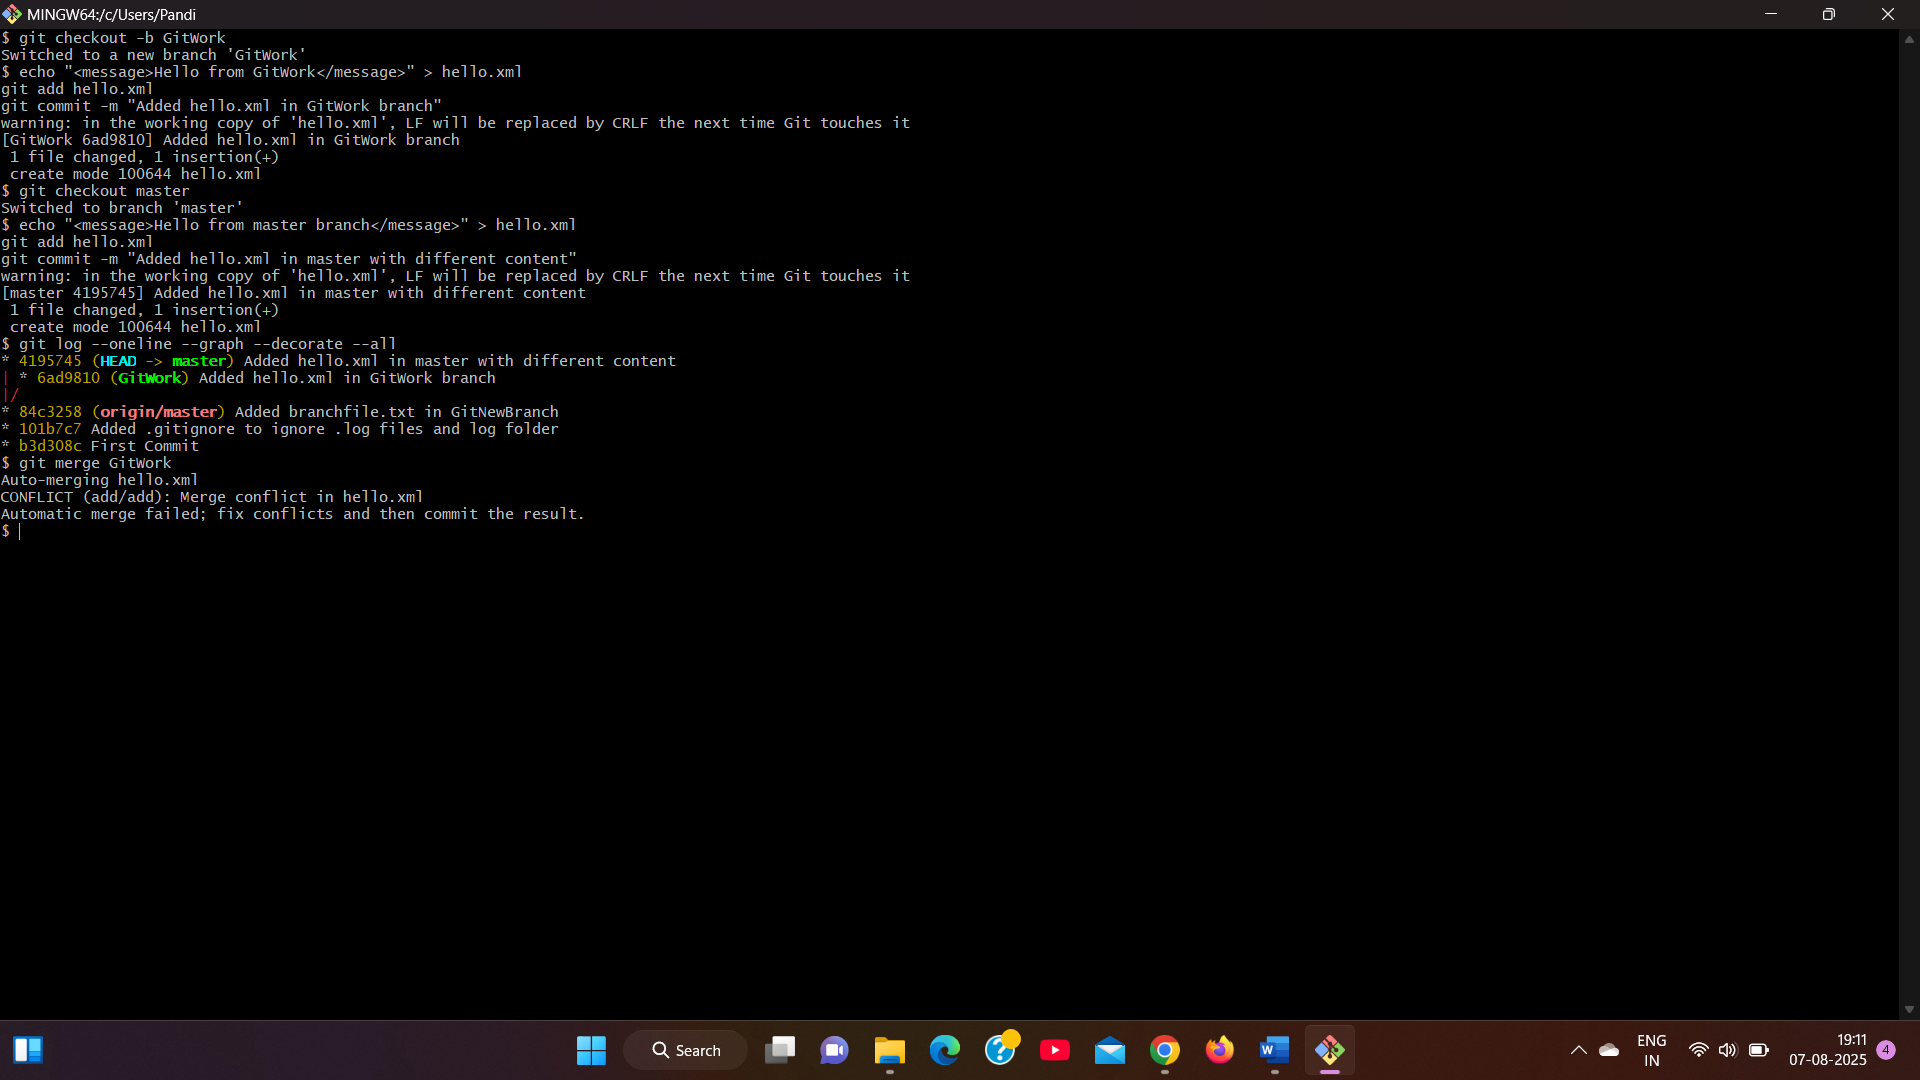 MINGW64:/c/Users/Pandi
$ git checkout -b GitWork
Switched to a new branch 'GitWork'
$ echo "<message>Hello from GitWork</message>" > hello.xml
git add hello.xml
git commit -m "Added hello.xml in GitWork branch"
warning: in the working copy of 'hello.xml', LF will be replaced by CRLF the next time Git touches it
[GitWork 6ad9810] Added hello.xml in GitWork branch
 1 file changed, 1 insertion(+)
 create mode 100644 hello.xml
$ git checkout master
Switched to branch 'master'
$ echo "<message>Hello from master branch</message>" > hello.xml
git add hello.xml
git commit -m "Added hello.xml in master with different content"
warning: in the working copy of 'hello.xml', LF will be replaced by CRLF the next time Git touches it
[master 4195745] Added hello.xml in master with different content
 1 file changed, 1 insertion(+)
 create mode 100644 hello.xml
$ git log --oneline --graph --decorate --all
* 4195745 (HEAD -> master) Added hello.xml in master with different content
| * 6ad9810 (GitWork) Added hello.xml in GitWork branch
|/
* 84c3258 (origin/master) Added branchfile.txt in GitNewBranch
* 101b7c7 Added .gitignore to ignore .log files and log folder
* b3d308c First Commit
$ git merge GitWork
Auto-merging hello.xml
CONFLICT (add/add): Merge conflict in hello.xml
Automatic merge failed; fix conflicts and then commit the result.
$
Search
ENG
IN
19:11
07-08-2025
4